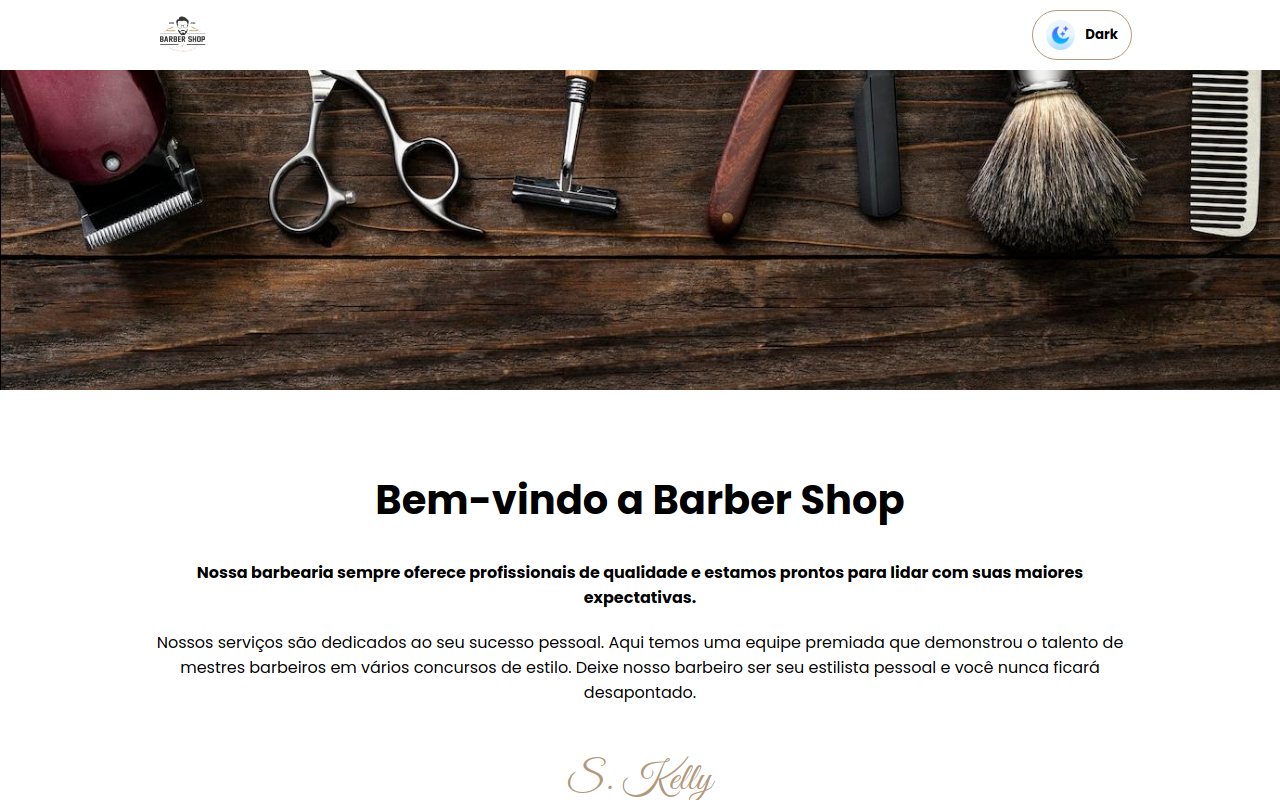 BARBER SHOP
Dark
Bem-vindo a Barber Shop
Nossa barbearia sempre oferece profissionais de qualidade e estamos prontos para lidar com suas maiores
expectativas.
Nossos serviços são dedicados ao seu sucesso pessoal. Aqui temos uma equipe premiada que demonstrou o talento de
mestres barbeiros em vários concursos de estilo. Deixe nosso barbeiro ser seu estilista pessoal e você nunca ficará
desapontado.
S. Kelly